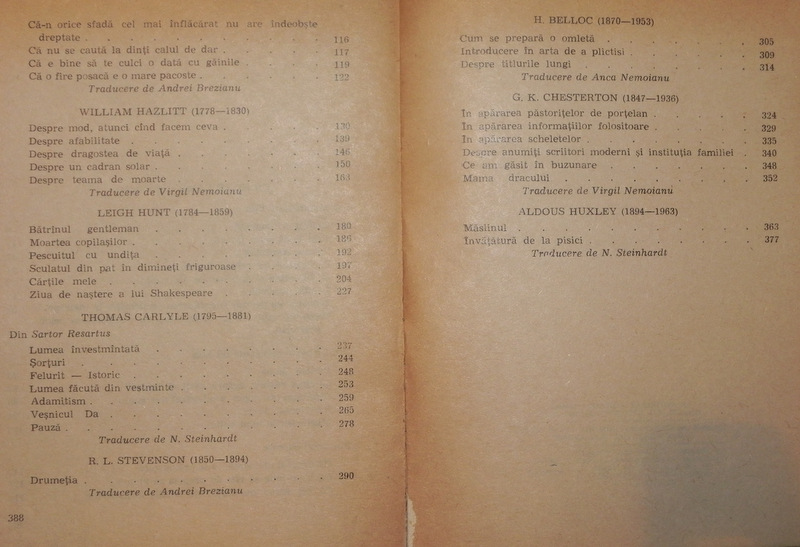 Că-n orice sfadă cel mai înflăcărat nu are îndeobște
dreptate . . . . . . . . . . 116
Că nu se caută la dinți calul de dar . . . . . 117
Că e bine să te culci o dată cu găinile . . . . 119
Că o fire posacă e o mare pacoste . . . . . 122
Traducere de Andrei Brezianu
WILLIAM HAZLITT (1778—1830)
Despre mod, atunci cînd facem ceva . . . . . 130
Despre afabilitate . . . . . . . . 139
Despre dragostea de viață . . . . . . . 146
Despre un cadran solar . . . . . . . 150
Despre teama de moarte . . . . . . . 163
Traducere de Virgil Nemoianu
LEIGH HUNT (1784—1859)
Bătrînul gentleman . . . . . . . . 180
Moartea copilașilor . . . . . . . . 186
Pescuitul cu undița . . . . . . . . 192
Sculatul din pat în dimineți friguroase . . . . 197
Cărțile mele . . . . . . . . . 204
Ziua de naștere a lui Shakespeare . . . . . 227
THOMAS CARLYLE (1795—1881)
Din Sartor Resartus
Lumea învestmîntată . . . . . . . . 237
Șorțuri . . . . . . . . . . 244
Felurit — Istoric . . . . . . . . 248
Lumea făcută din vestminte . . . . . . . 253
Adamitism . . . . . . . . . . 259
Veșnicul Da . . . . . . . . . 265
Pauză . . . . . . . . . . 278
Traducere de N. Steinhardt
R. L. STEVENSON (1850—1894)
Drumeția . . . . . . . . . . 290
Traducere de Andrei Brezianu
388
H. BELLOC (1870—1953)
Cum se prepară o omletă . . . . . . . 305
Introducere în arta de a plictisi . . . . . . 309
Despre titlurile lungi . . . . . . . . 314
Traducere de Anca Nemoianu
G. K. CHESTERTON (1847—1936)
În apărarea păstorițelor de porțelan . . . . . 324
În apărarea informațiilor folositoare . . . . . 329
În apărarea scheletelor . . . . . . . . 335
Despre anumiți scriitori moderni și instituția familiei . 340
Ce am găsit în buzunare . . . . . . . 348
Mama dracului . . . . . . . . . 352
Traducere de Virgil Nemoianu
ALDOUS HUXLEY (1894—1963)
Măslinul . . . . . . . . . . 363
Învățătură de la pisici . . . . . . . . 377
Traducere de N. Steinhardt